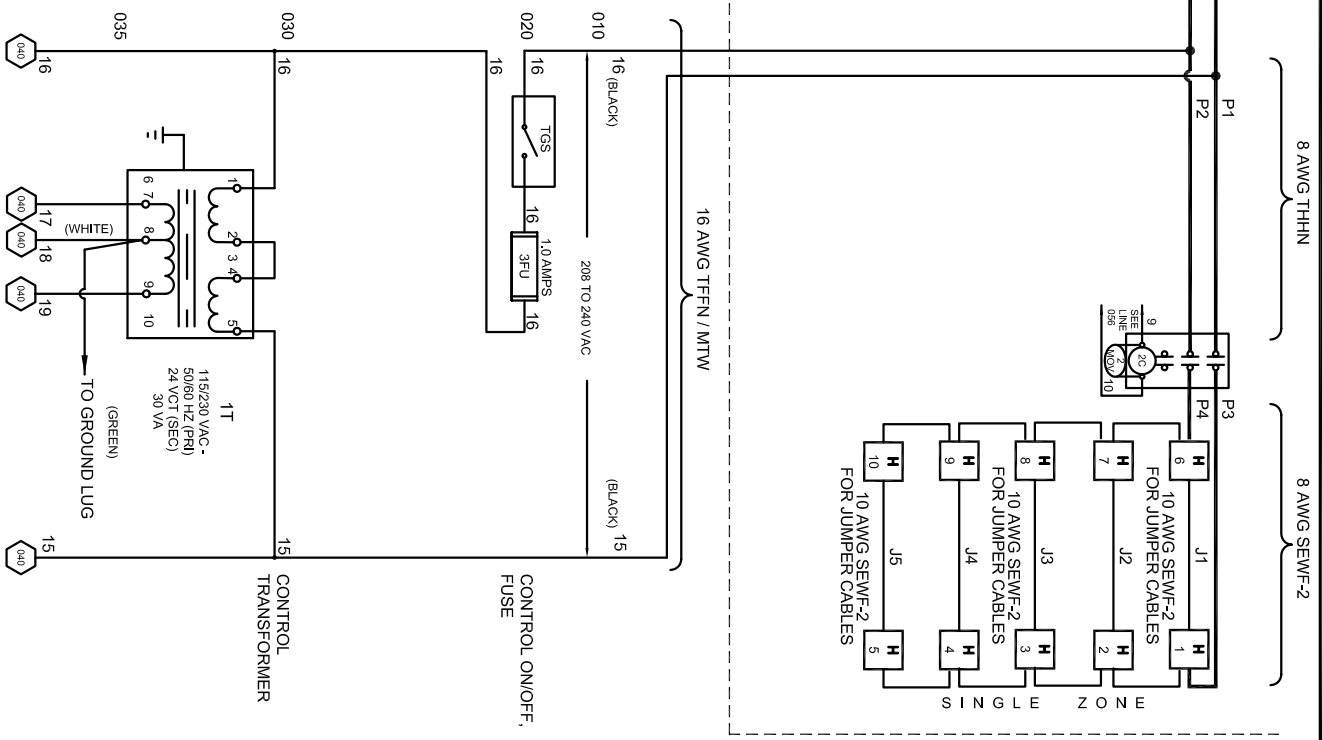 8 AWG THHN
8 AWG SEWF-2
P1
P2
P3
P4
9
SEE
LINE
056
2C
2
MOV
10
H
6
J1
H
1
10 AWG SEWF-2
FOR JUMPER CABLES
H
7
J2
H
2
H
8
J3
H
3
10 AWG SEWF-2
FOR JUMPER CABLES
H
9
J4
H
4
H
10
J5
H
5
10 AWG SEWF-2
FOR JUMPER CABLES
SINGLE ZONE
16 AWG TFFN / MTW
010
16
(BLACK)
208 TO 240 VAC
(BLACK)
15
020
16
TGS
16
1.0 AMPS
3FU
16
16
CONTROL ON/OFF,
FUSE
030
16
15
CONTROL
TRANSFORMER
1
2
3
4
5
6
7
8
9
10
1T
115/230 VAC -
50/60 HZ (PRI)
24 VCT (SEC)
30 VA
035
(WHITE)
(GREEN)
TO GROUND LUG
16
17
18
19
15
040
040
040
040
040